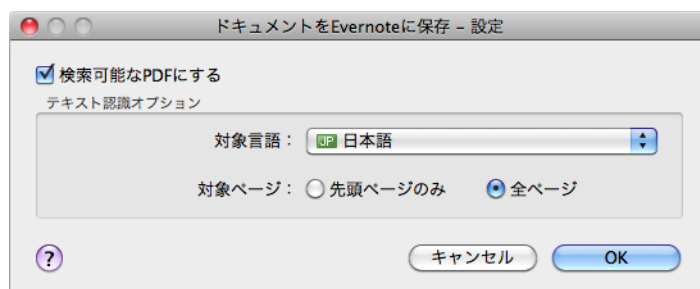 ドキュメントをEvernoteに保存 – 設定
検索可能なPDFにする
テキスト認識オプション
対象言語： JP 日本語
対象ページ： 先頭ページのみ 全ページ
? キャンセル OK